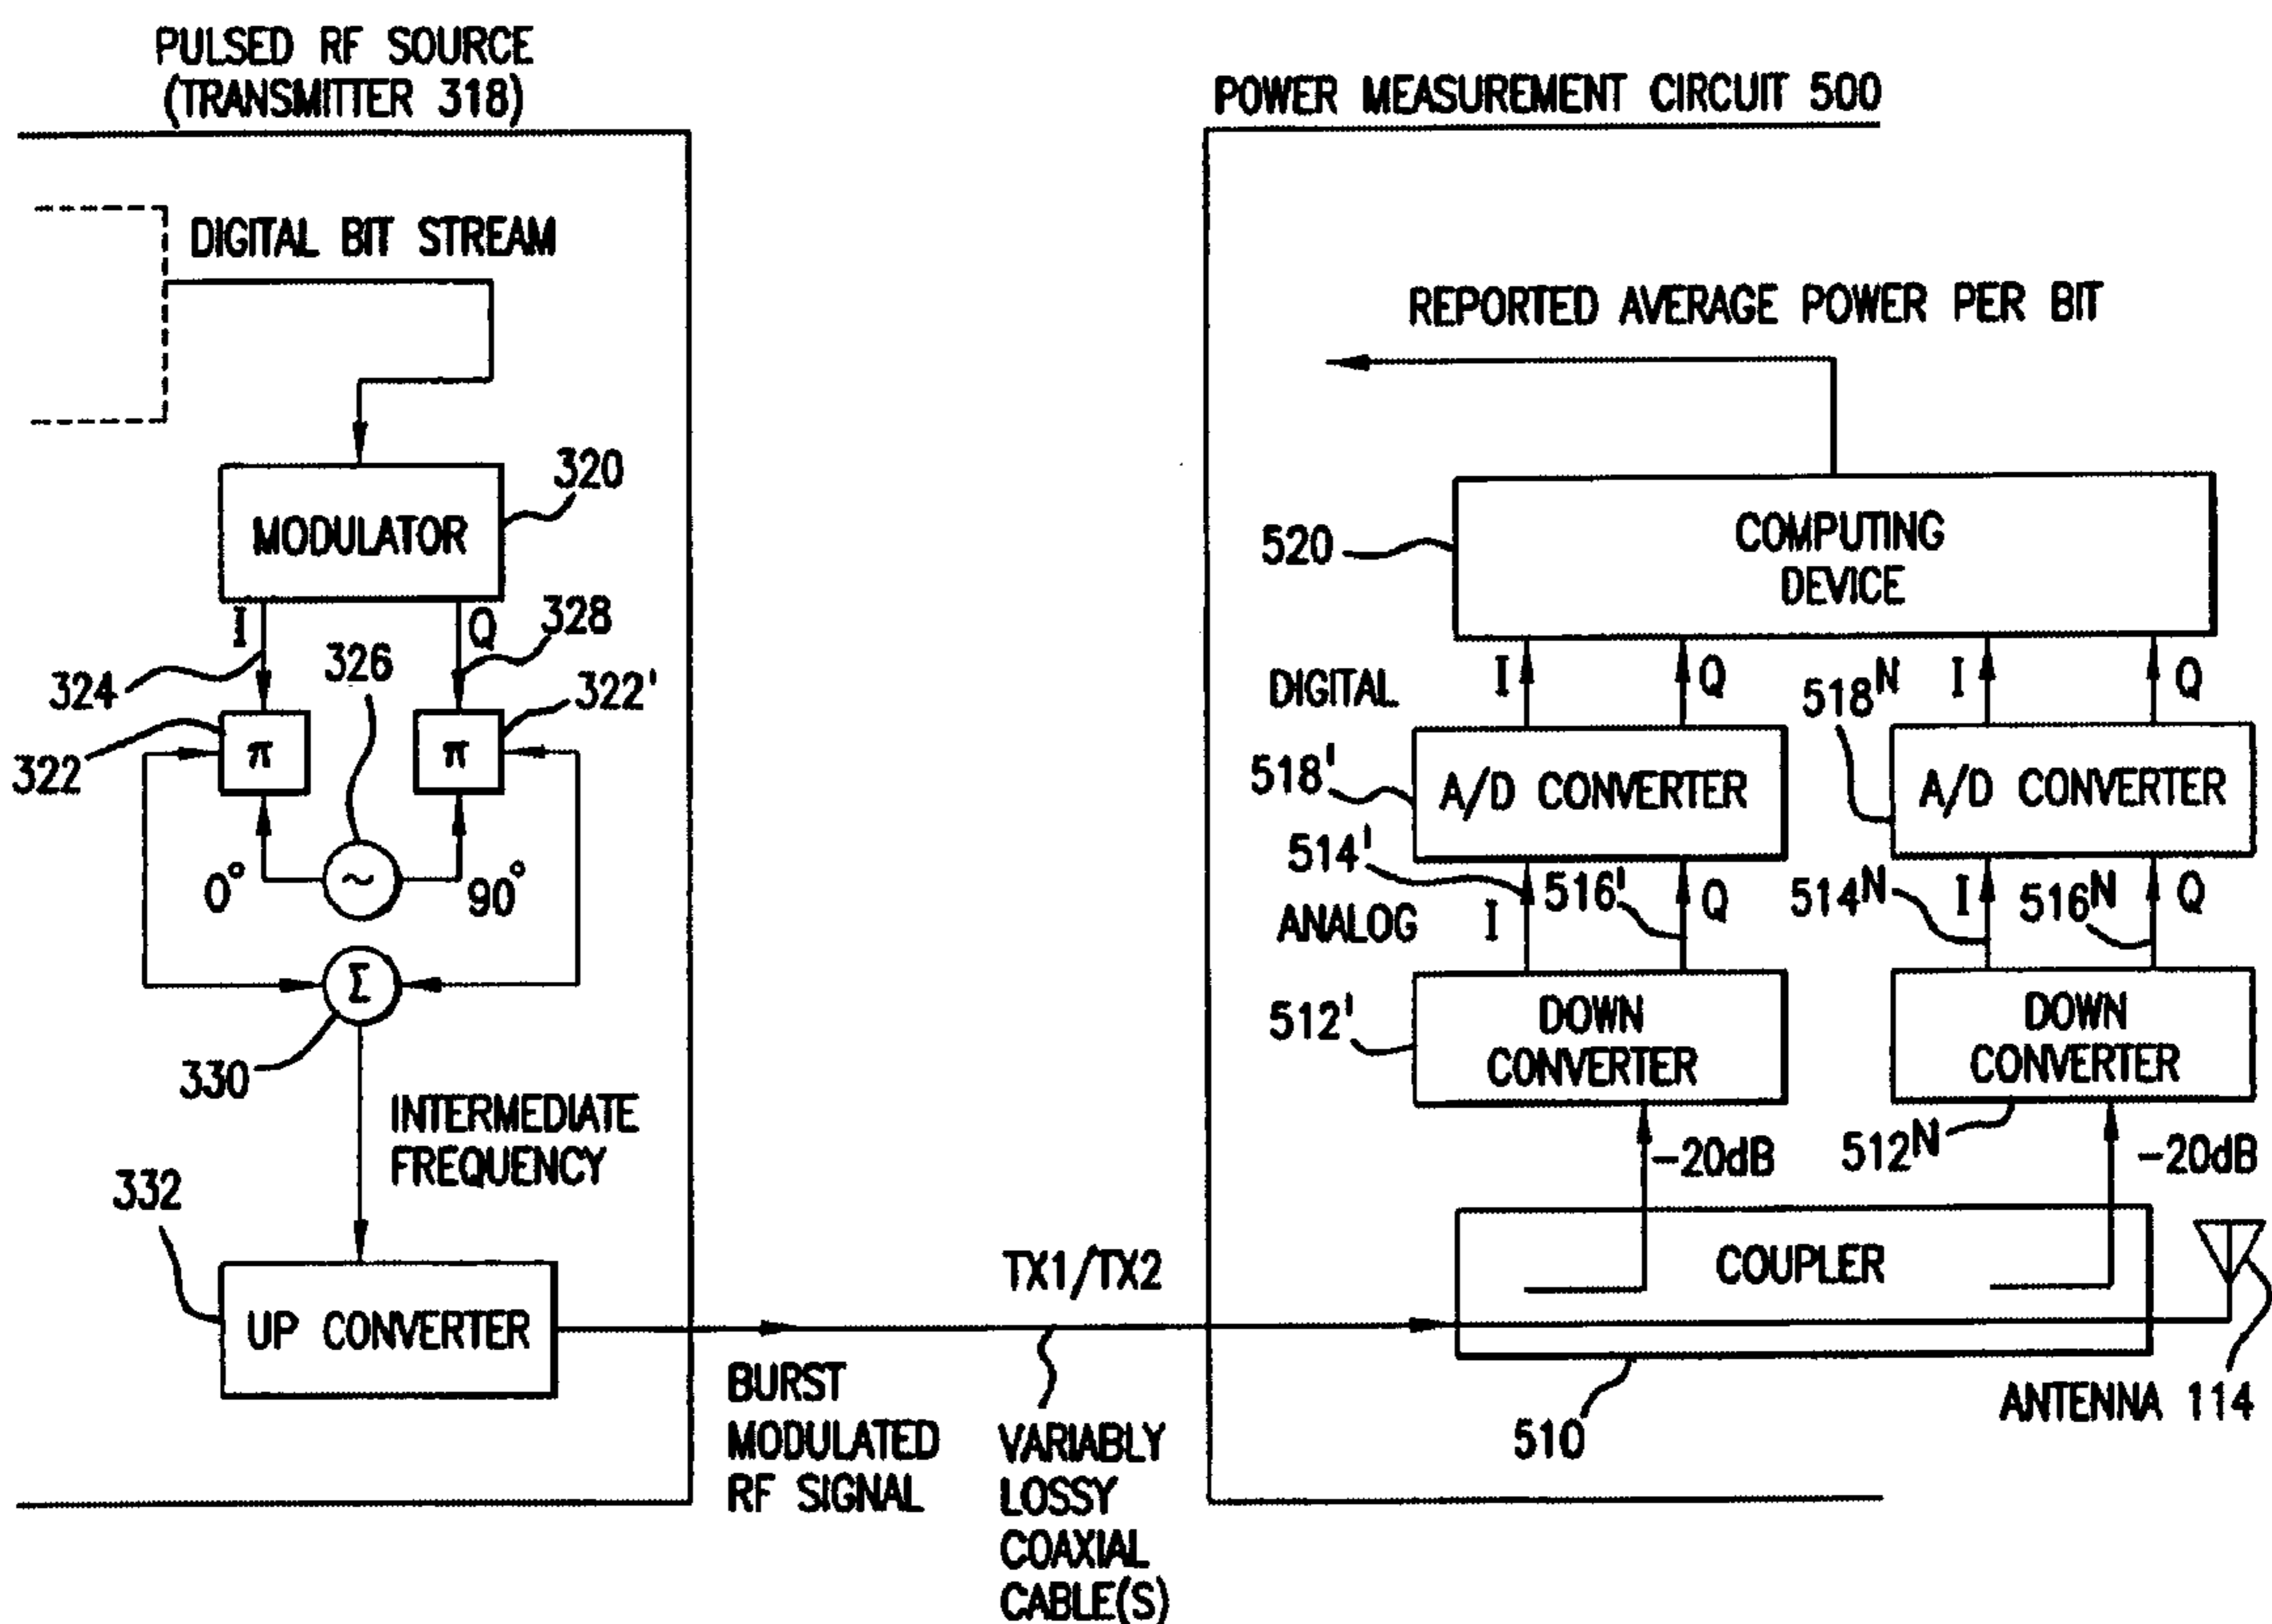 PULSED RF SOURCE
(TRANSMITTER 318)
DIGITAL BIT STREAM
MODULATOR
320
I
Q
328
324
326
322'
322
π
π
0°
~
90°
Σ
330
INTERMEDIATE
FREQUENCY
332
UP CONVERTER
BURST
MODULATED
RF SIGNAL
TX1/TX2
VARIABLY
LOSSY
COAXIAL
CABLE(S)
POWER MEASUREMENT CIRCUIT 500
REPORTED AVERAGE POWER PER BIT
520
COMPUTING
DEVICE
DIGITAL
I
Q
518N
I
Q
518'
A/D CONVERTER
A/D CONVERTER
514'
516'
ANALOG
I
Q
514N
I
516N
Q
512'
DOWN
CONVERTER
DOWN
CONVERTER
-20dB
512N
-20dB
COUPLER
510
ANTENNA 114